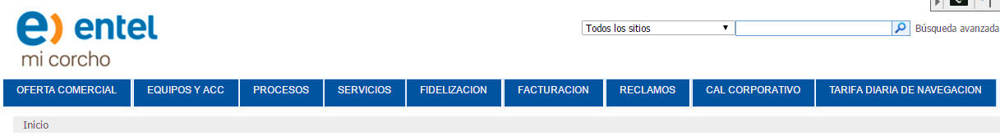 e) entel
mi corcho
Todos los sitios
Búsqueda avanzada
OFERTA COMERCIAL EQUIPOS Y ACC PROCESOS SERVICIOS FIDELIZACION FACTURACION RECLAMOS CAL CORPORATIVO TARIFA DIARIA DE NAVEGACION
Inicio